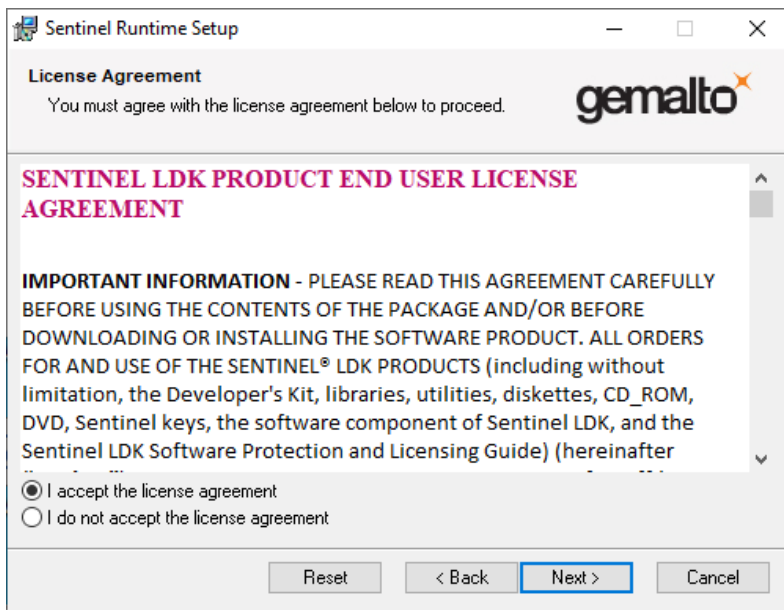 Sentinel Runtime Setup
License Agreement
You must agree with the license agreement below to proceed.
gemalto
SENTINEL LDK PRODUCT END USER LICENSE
AGREEMENT
IMPORTANT INFORMATION - PLEASE READ THIS AGREEMENT CAREFULLY
BEFORE USING THE CONTENTS OF THE PACKAGE AND/OR BEFORE
DOWNLOADING OR INSTALLING THE SOFTWARE PRODUCT. ALL ORDERS
FOR AND USE OF THE SENTINEL® LDK PRODUCTS (including without
limitation, the Developer's Kit, libraries, utilities, diskettes, CD_ROM,
DVD, Sentinel keys, the software component of Sentinel LDK, and the
Sentinel LDK Software Protection and Licensing Guide) (hereinafter
I accept the license agreement
I do not accept the license agreement
Reset
< Back
Next >
Cancel